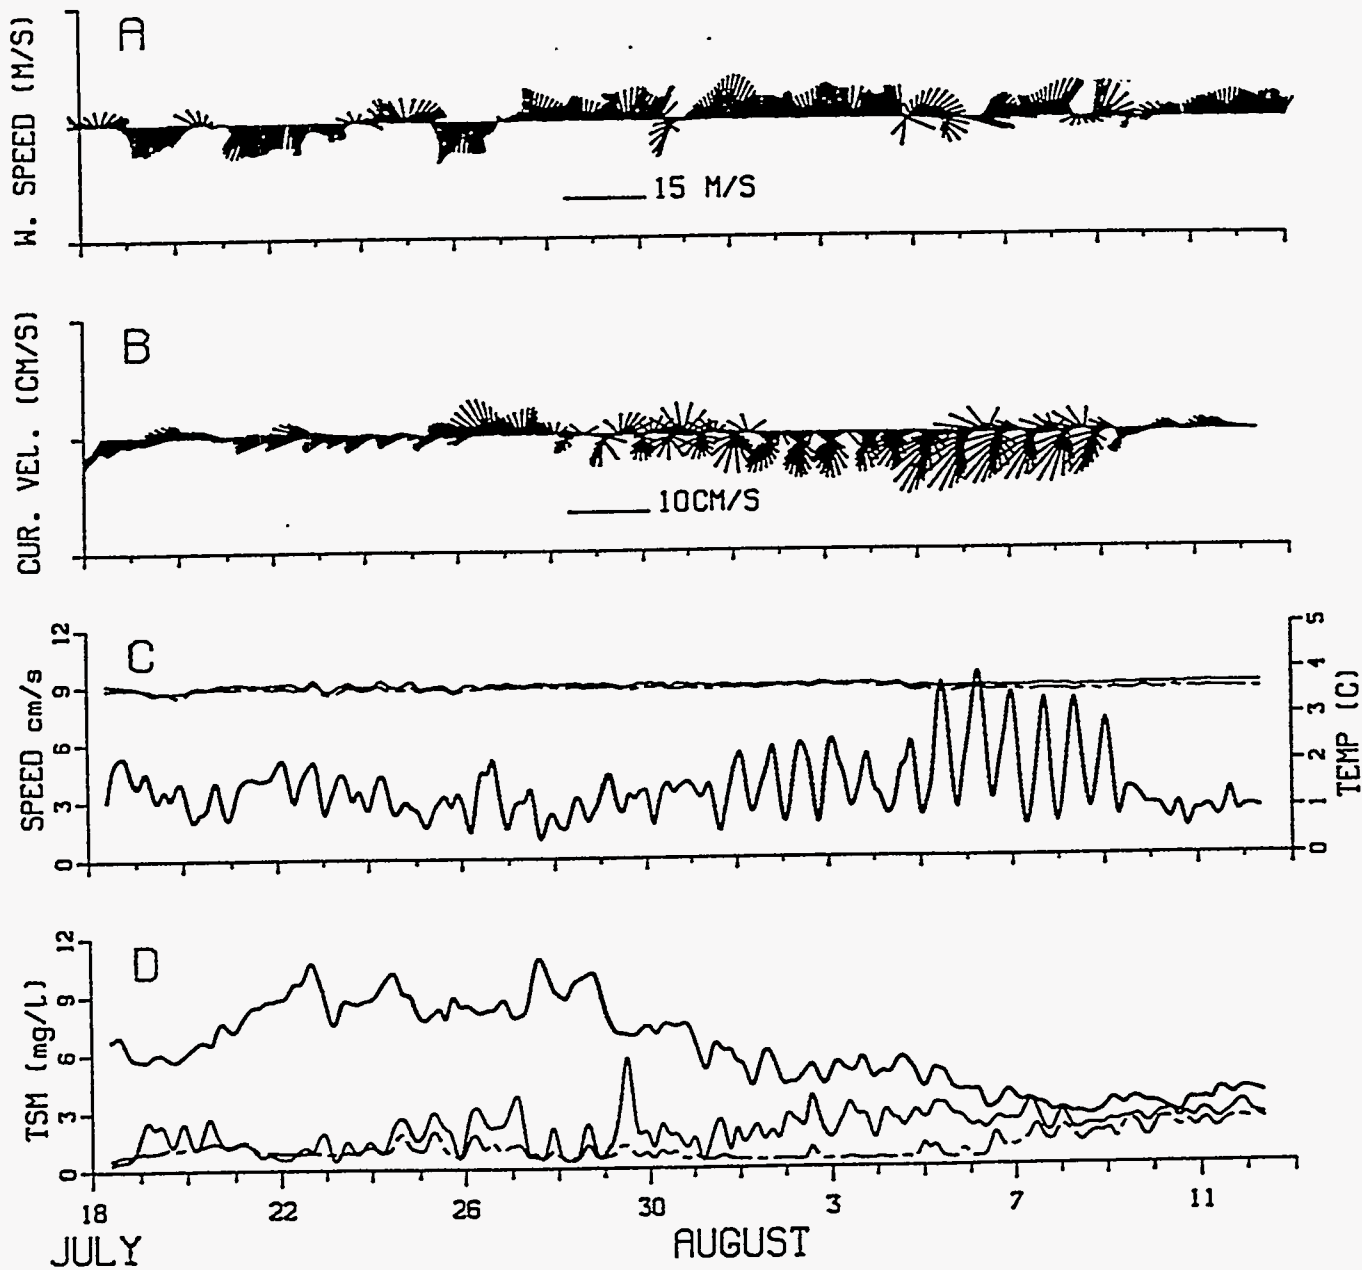 A
W. SPEED (M/S)
15 M/S
B
CUR. VEL. (CM/S)
10CM/S
C
SPEED cm/s
12
9
6
3
0
TEMP (C)
5
4
3
2
1
0
D
TSM (mg/l)
12
9
6
3
0
18 22 26 30 3 7 11
JULY AUGUST